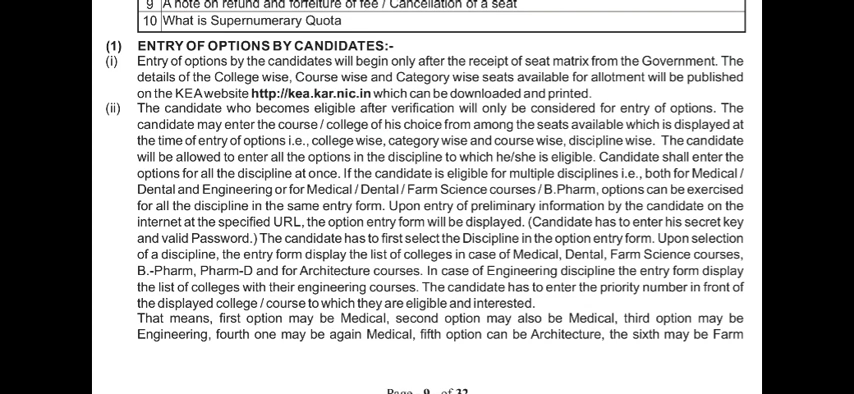 9 A note on refund and forfeiture of fee / Cancellation of a seat
10 What is Supernumerary Quota
(1) ENTRY OF OPTIONS BY CANDIDATES:-
(i) Entry of options by the candidates will begin only after the receipt of seat matrix from the Government. The
details of the College wise, Course wise and Category wise seats available for allotment will be published
on the KEA website http://kea.kar.nic.in which can be downloaded and printed.
(ii) The candidate who becomes eligible after verification will only be considered for entry of options. The
candidate may enter the course / college of his choice from among the seats available which is displayed at
the time of entry of options i.e., college wise, category wise and course wise, discipline wise. The candidate
will be allowed to enter all the options in the discipline to which he/she is eligible. Candidate shall enter the
options for all the discipline at once. If the candidate is eligible for multiple disciplines i.e., both for Medical /
Dental and Engineering or for Medical / Dental / Farm Science courses / B.Pharm, options can be exercised
for all the discipline in the same entry form. Upon entry of preliminary information by the candidate on the
internet at the specified URL, the option entry form will be displayed. (Candidate has to enter his secret key
and valid Password.) The candidate has to first select the Discipline in the option entry form. Upon selection
of a discipline, the entry form display the list of colleges in case of Medical, Dental, Farm Science courses,
B.-Pharm, Pharm-D and for Architecture courses. In case of Engineering discipline the entry form display
the list of colleges with their engineering courses. The candidate has to enter the priority number in front of
the displayed college / course to which they are eligible and interested.
That means, first option may be Medical, second option may also be Medical, third option may be
Engineering, fourth one may be again Medical, fifth option can be Architecture, the sixth may be Farm
Page 9 of 32